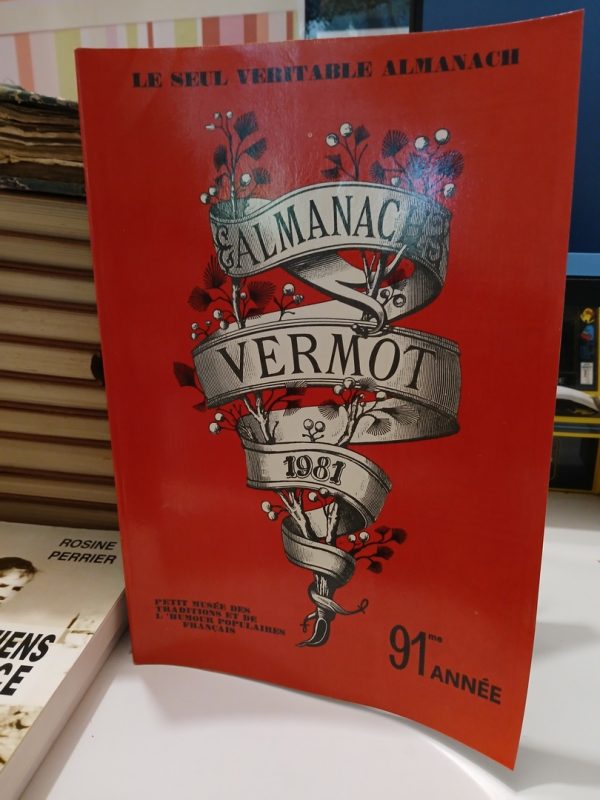 LE SEUL VERITABLE ALMANACH
ALMANACH
VERMOT
1981
PETIT MUSÉE DES
TRADITIONS ET DE
L'HUMOUR POPULAIRES
FRANÇAIS
91me ANNÉE
ROSINE
PERRIER